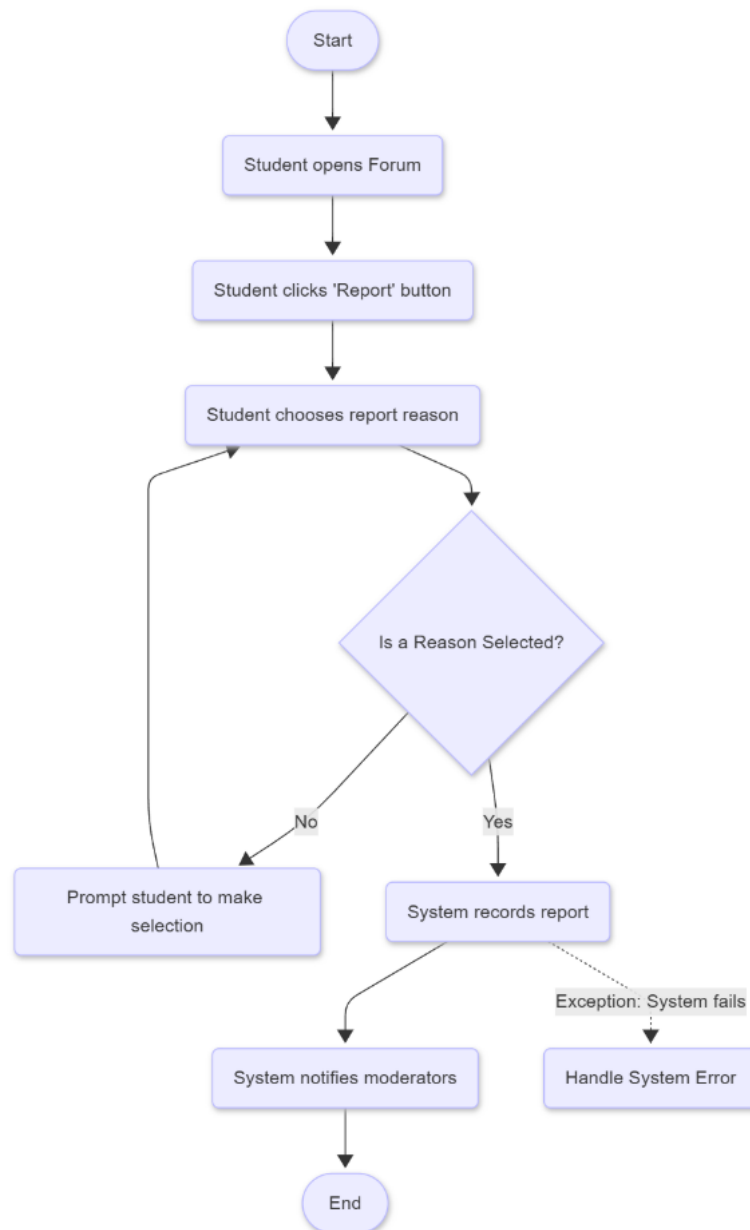 Start
Student opens Forum
Student clicks 'Report' button
Student chooses report reason
Is a Reason Selected?
No
Yes
Prompt student to make
selection
System records report
Exception: System fails
System notifies moderators
Handle System Error
End